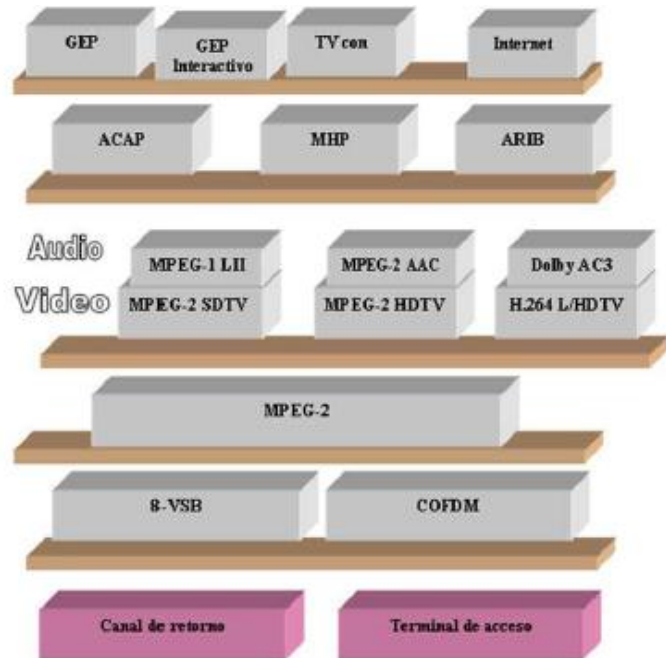 GEP
GEP
Interactivo
TV con
Internet
ACAP
MHP
ARIB
Audio
MPEG-1 LII
MPEG-2 AAC
Dolby AC3
Video
MPEG-2 SDTV
MPEG-2 HDTV
H.264 L/HDTV
MPEG-2
8-VSB
COFDM
Canal de retorno
Terminal de acceso